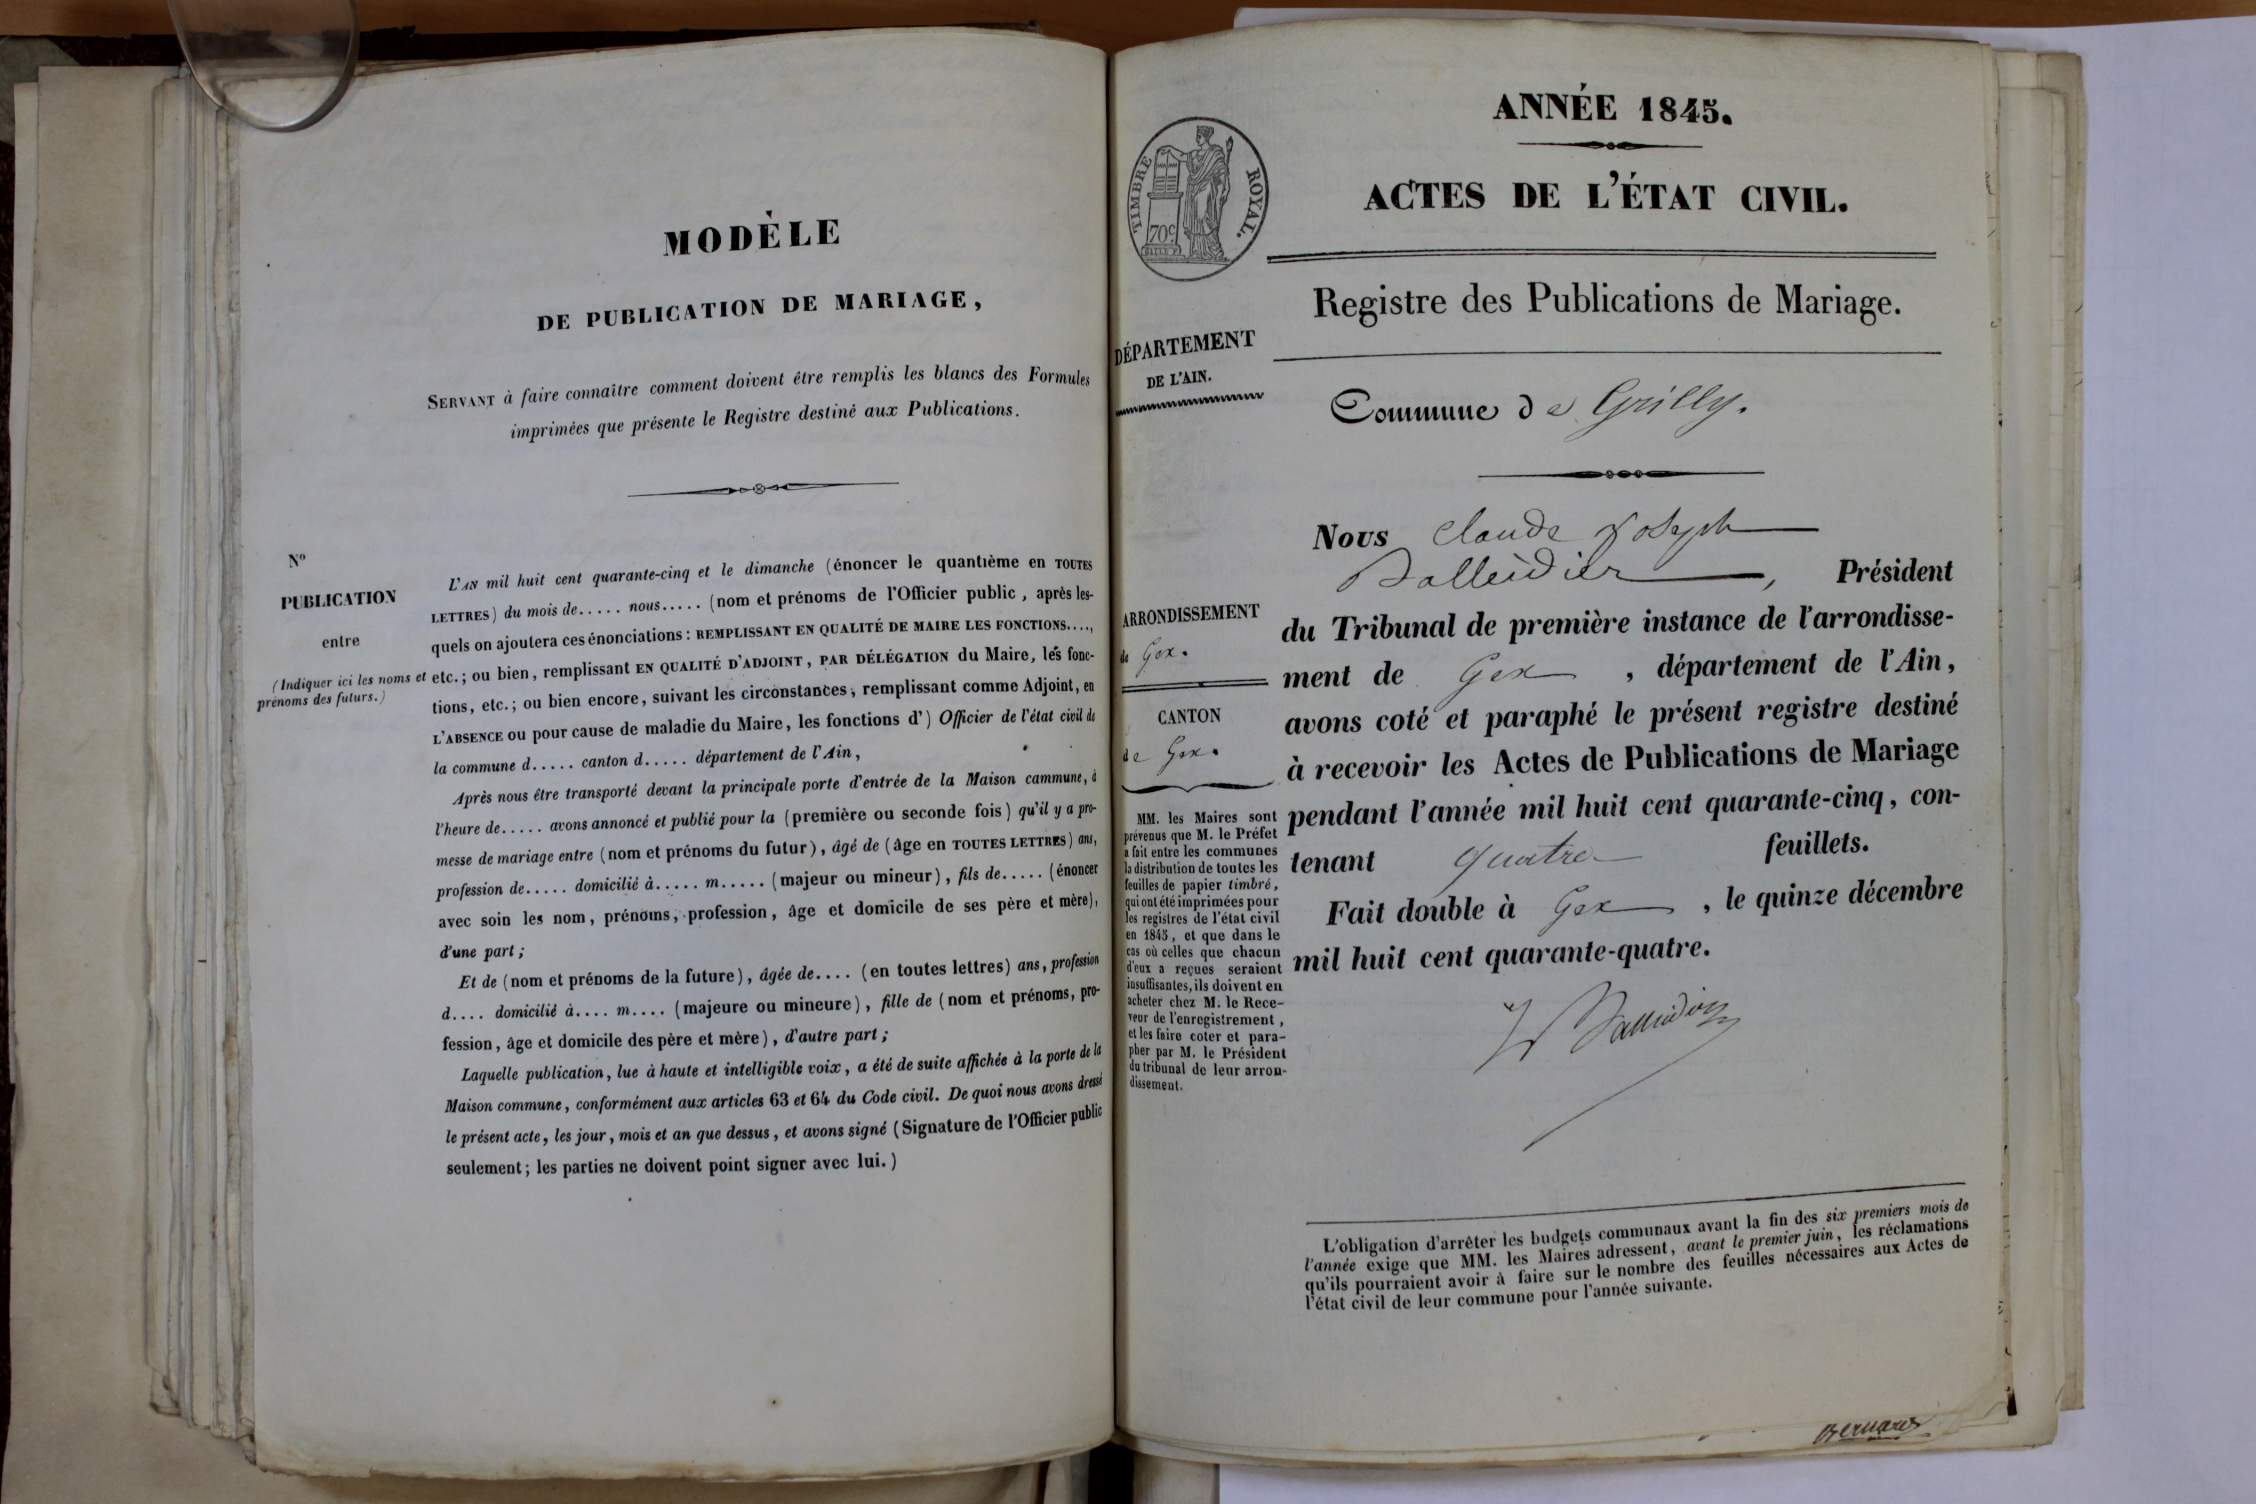 MODÈLE
DE PUBLICATION DE MARIAGE,
SERVANT à faire connaître comment doivent être remplis les blancs des Formules
imprimées que présente le Registre destiné aux Publications.
No
PUBLICATION
entre
(Indiquer ici les noms et
prénoms des futurs.)
L'AN mil huit cent quarante-cinq et le dimanche (énoncer le quantième en TOUTES
LETTRES) du mois de..... nous..... (nom et prénoms de l'Officier public, après les-
quels on ajoutera ces énonciations: REMPLISSANT EN QUALITÉ DE MAIRE LES FONCTIONS....,
etc.; ou bien, remplissant EN QUALITÉ D'ADJOINT, PAR DÉLÉGATION du Maire, les fonc-
tions, etc.; ou bien encore, suivant les circonstances, remplissant comme Adjoint, en
L'ABSENCE ou pour cause de maladie du Maire, les fonctions d') Officier de l'état civil de
la commune d..... canton d..... département de l'Ain,
Après nous être transporté devant la principale porte d'entrée de la Maison cammune, à
l'heure de..... avons annoncé et publié pour la (première ou seconde fois) qu'il y a pro-
messe de mariage entre (nom et prénoms du futur), âgé de (âge en TOUTES LETTRES) ans,
profession de..... domicilié à..... m..... (majeur ou mineur), fils de..... (énoncer
avec soin les nom, prénoms, profession, âge et domicile de ses père et mère),
d'une part;
Et de (nom et prénoms de la future), âgée de.... (en toutes lettres) ans, profession
d.... domicilié à.... m.... (majeure ou mineure), fille de (nom et prénoms, pro-
fession, âge et domicile des père et mère), d'autre part;
Laquelle publication, lue à haute et intelligible voix, a été de suite affichée à la porte de la
Maison commune, conformément aux articles 63 et 64 du Code civil. De quoi nous avons dressé
le présent acte, les jour, mois et an que dessus, et avons signé (Signature de l'Officier public
seulement; les parties ne doivent point signer avec lui.)
ANNÉE 1845.
ACTES DE L'ÉTAT CIVIL.
TIMBRE ROYAL.
70c
Registre des Publications de Mariage.
DÉPARTEMENT
DE L'AIN.
Commune de Grilly.
Nous Claude Joseph
Balleidier, Président
du Tribunal de première instance de l'arrondisse-
ment de Gex, département de l'Ain,
avons coté et paraphé le présent registre destiné
à recevoir les Actes de Publications de Mariage
pendant l'année mil huit cent quarante-cinq, con-
tenant quatre feuillets.
Fait double à Gex, le quinze décembre
mil huit cent quarante-quatre.
Balleidier
ARRONDISSEMENT
de Gex.
CANTON
de Gex.
MM. les Maires sont
prévenus que M. le Préfet
a fait entre les communes
la distribution de toutes les
feuilles de papier timbré,
qui ont été imprimées pour
les registres de l'état civil
en 1845, et que dans le
cas où celles que chacun
d'eux a reçues seraient
insuffisantes, ils doivent en
acheter chez M. le Rece-
veur de l'enregistrement,
et les faire coter et para-
pher par M. le Président
du tribunal de leur arron-
dissement.
L'obligation d'arrêter les budgets communaux avant la fin des six premiers mois de
l'année exige que MM. les Maires adressent, avant le premier juin, les réclamations
qu'ils pourraient avoir à faire sur le nombre des feuilles nécessaires aux Actes de
l'état civil de leur commune pour l'année suivante.